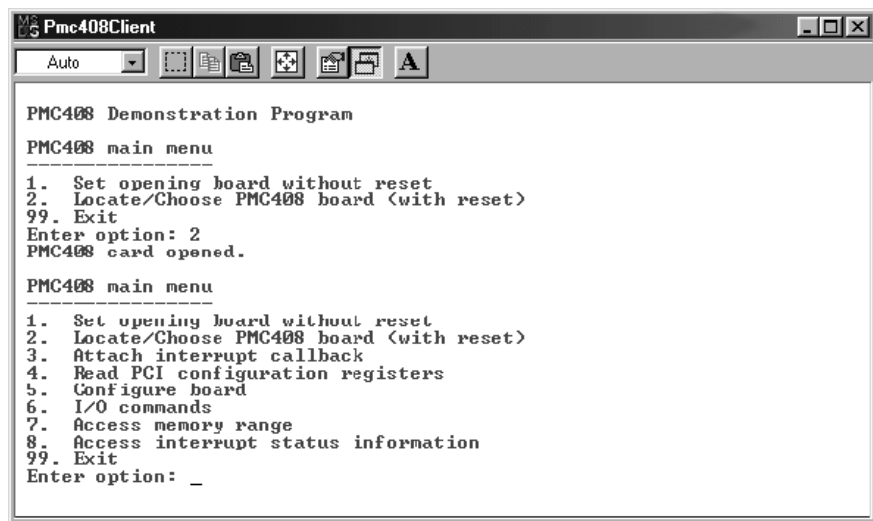 Pmc408Client
Auto
A
PMC408 Demonstration Program
PMC408 main menu
----------------
1. Set opening board without reset
2. Locate/Choose PMC408 board (with reset)
99. Exit
Enter option: 2
PMC408 card opened.
PMC408 main menu
----------------
1. Set opening board without reset
2. Locate/Choose PMC408 board (with reset)
3. Attach interrupt callback
4. Read PCI configuration registers
5. Configure board
6. I/O commands
7. Access memory range
8. Access interrupt status information
99. Exit
Enter option: _